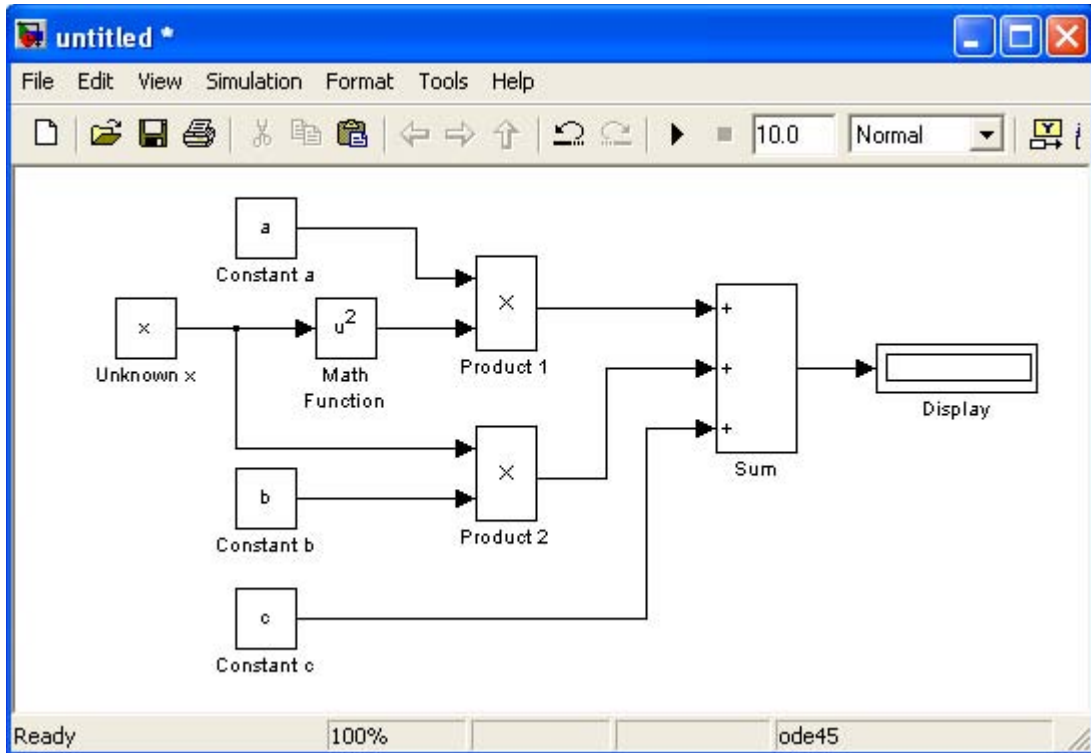 untitled *
File Edit View Simulation Format Tools Help
10.0 Normal
a
Constant a
x
Unknown x
u2
Math
Function
×
Product 1
b
Constant b
×
Product 2
c
Constant c
+
+
+
Sum
Display
Ready 100% ode45